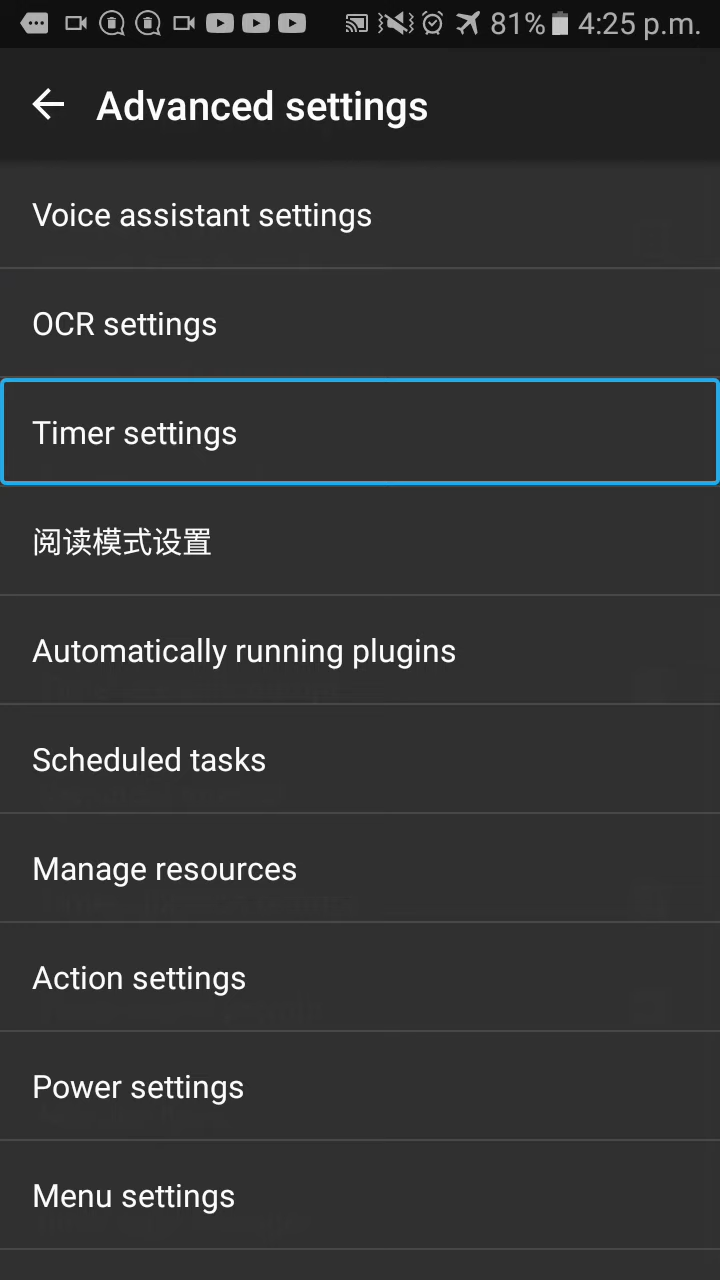 81% 4:25 p.m.
Advanced settings
Voice assistant settings
OCR settings
Timer settings
阅读模式设置
Automatically running plugins
Scheduled tasks
Manage resources
Action settings
Power settings
Menu settings